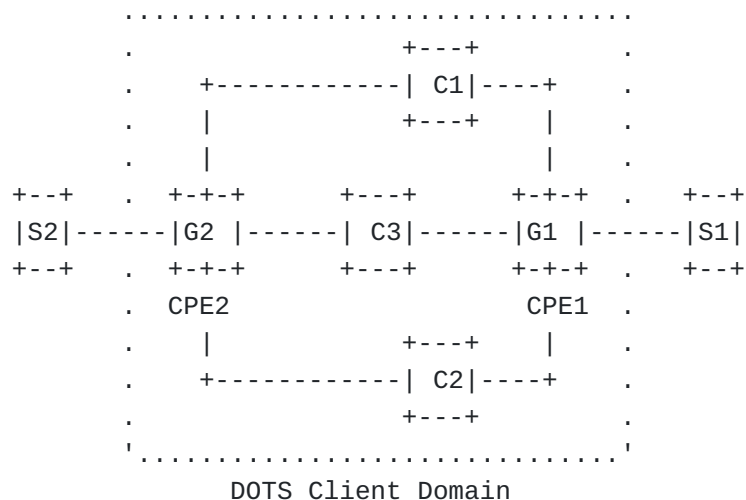 C1
S2 G2 C3 G1 S1
CPE2 CPE1
C2
DOTS Client Domain